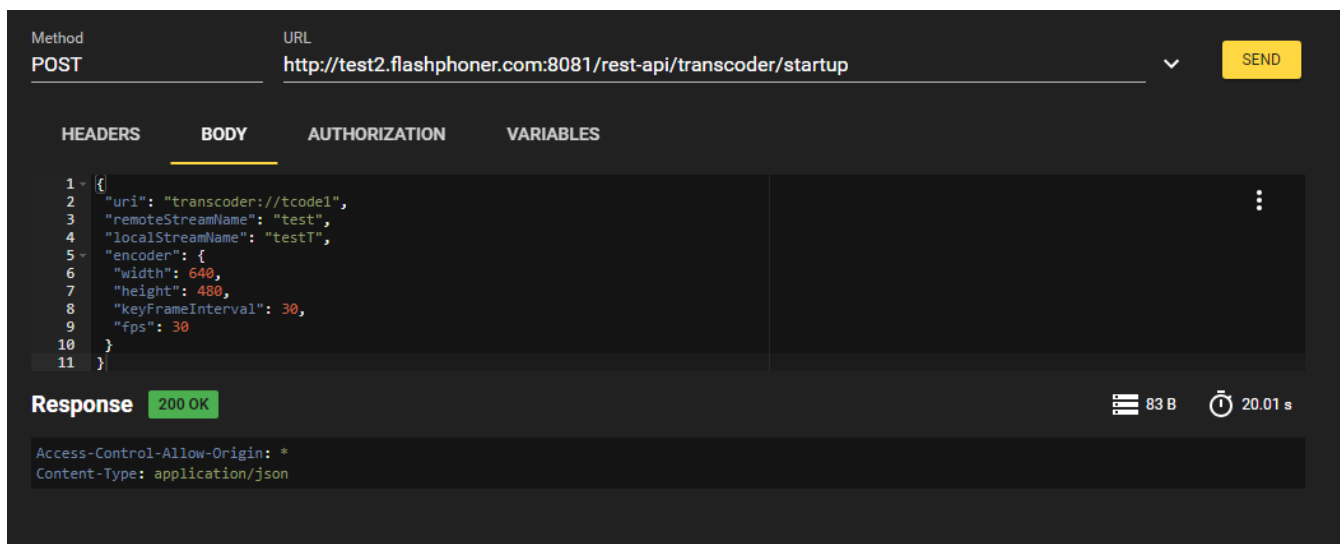 Method URL
POST http://test2.flashphoner.com:8081/rest-api/transcoder/startup SEND
HEADERS BODY AUTHORIZATION VARIABLES
1 {
2 "uri": "transcoder://tcode1",
3 "remoteStreamName": "test",
4 "localStreamName": "testT",
5 "encoder": {
6 "width": 640,
7 "height": 480,
8 "keyFrameInterval": 30,
9 "fps": 30
10 }
11 }
Response 200 OK 83 B 20.01 s
Access-Control-Allow-Origin: *
Content-Type: application/json